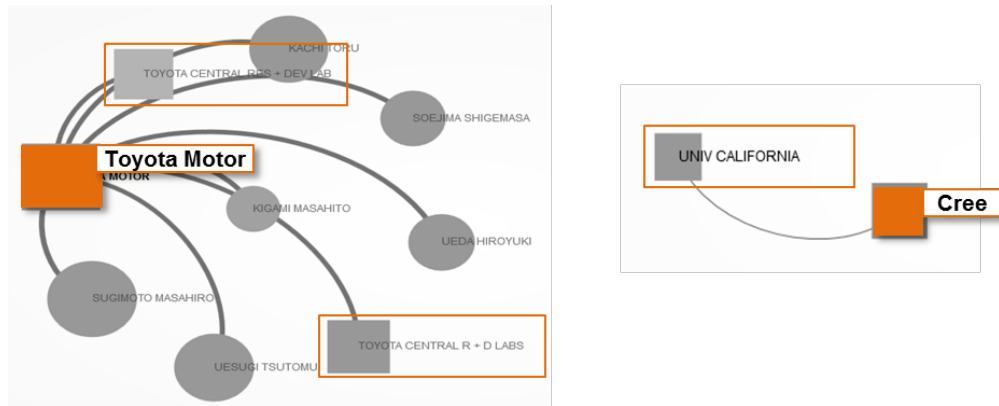 KACHI TORU
TOYOTA CENTRAL RES + DEV LAB
SOEJIMA SHIGEMASA
Toyota Motor
A MOTOR
KIGAMI MASAHITO
UEDA HIROYUKI
SUGIMOTO MASAHIRO
TOYOTA CENTRAL R + D LABS
UESUGI TSUTOMU
UNIV CALIFORNIA
Cree